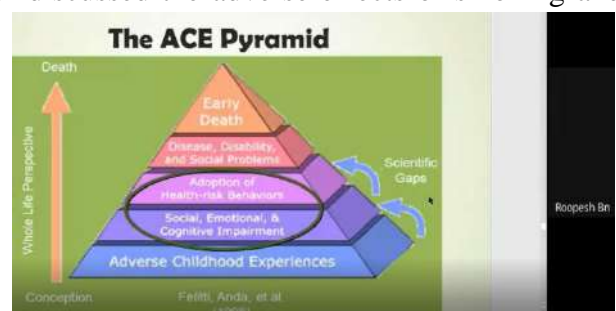 The ACE Pyramid
Death
Whole Life Perspective
Conception
Early
Death
Disease, Disability,
and Social Problems
Adoption of
Health-risk Behaviors
Social, Emotional, &
Cognitive Impairment
Adverse Childhood Experiences
Scientific
Gaps
Felitti, Anda, et al
Roopesh Bn